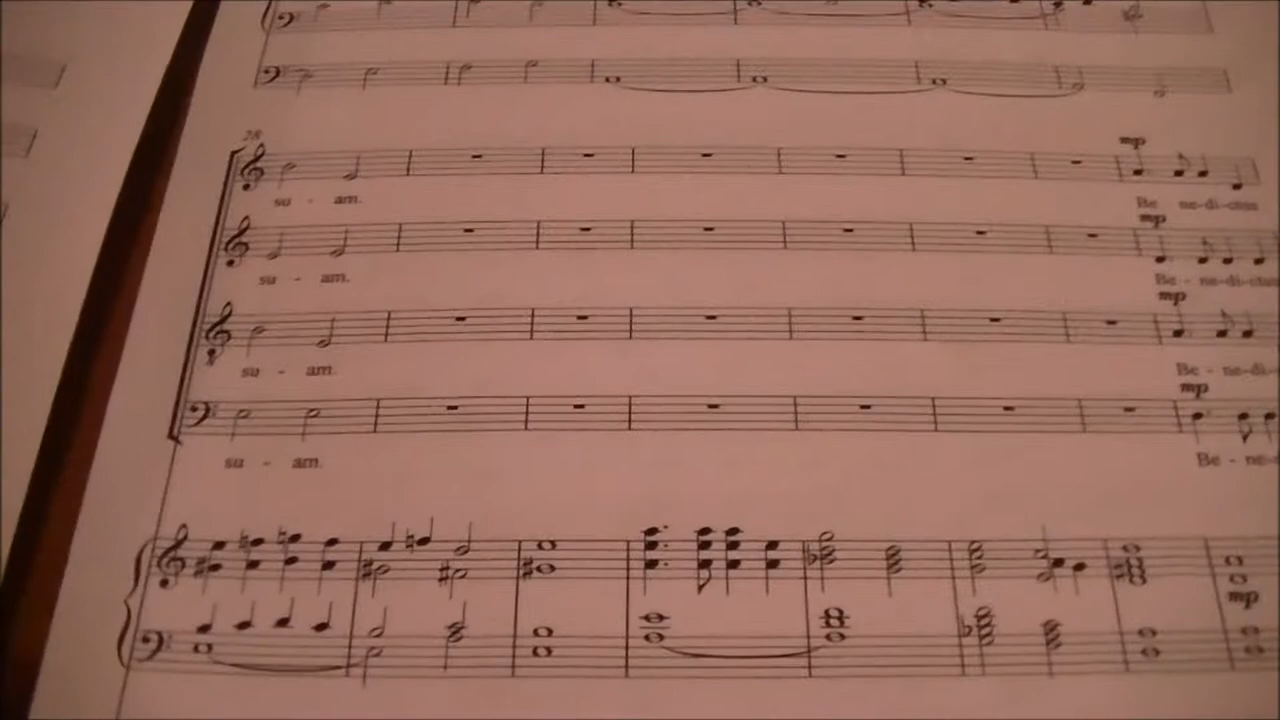 28
mp
su - am.
Be ne-di-ctus
mp
su - am.
Be - ne-di-ctus
mp
su - am.
Be - ne-di-
mp
su - am.
Be - ne-
mp